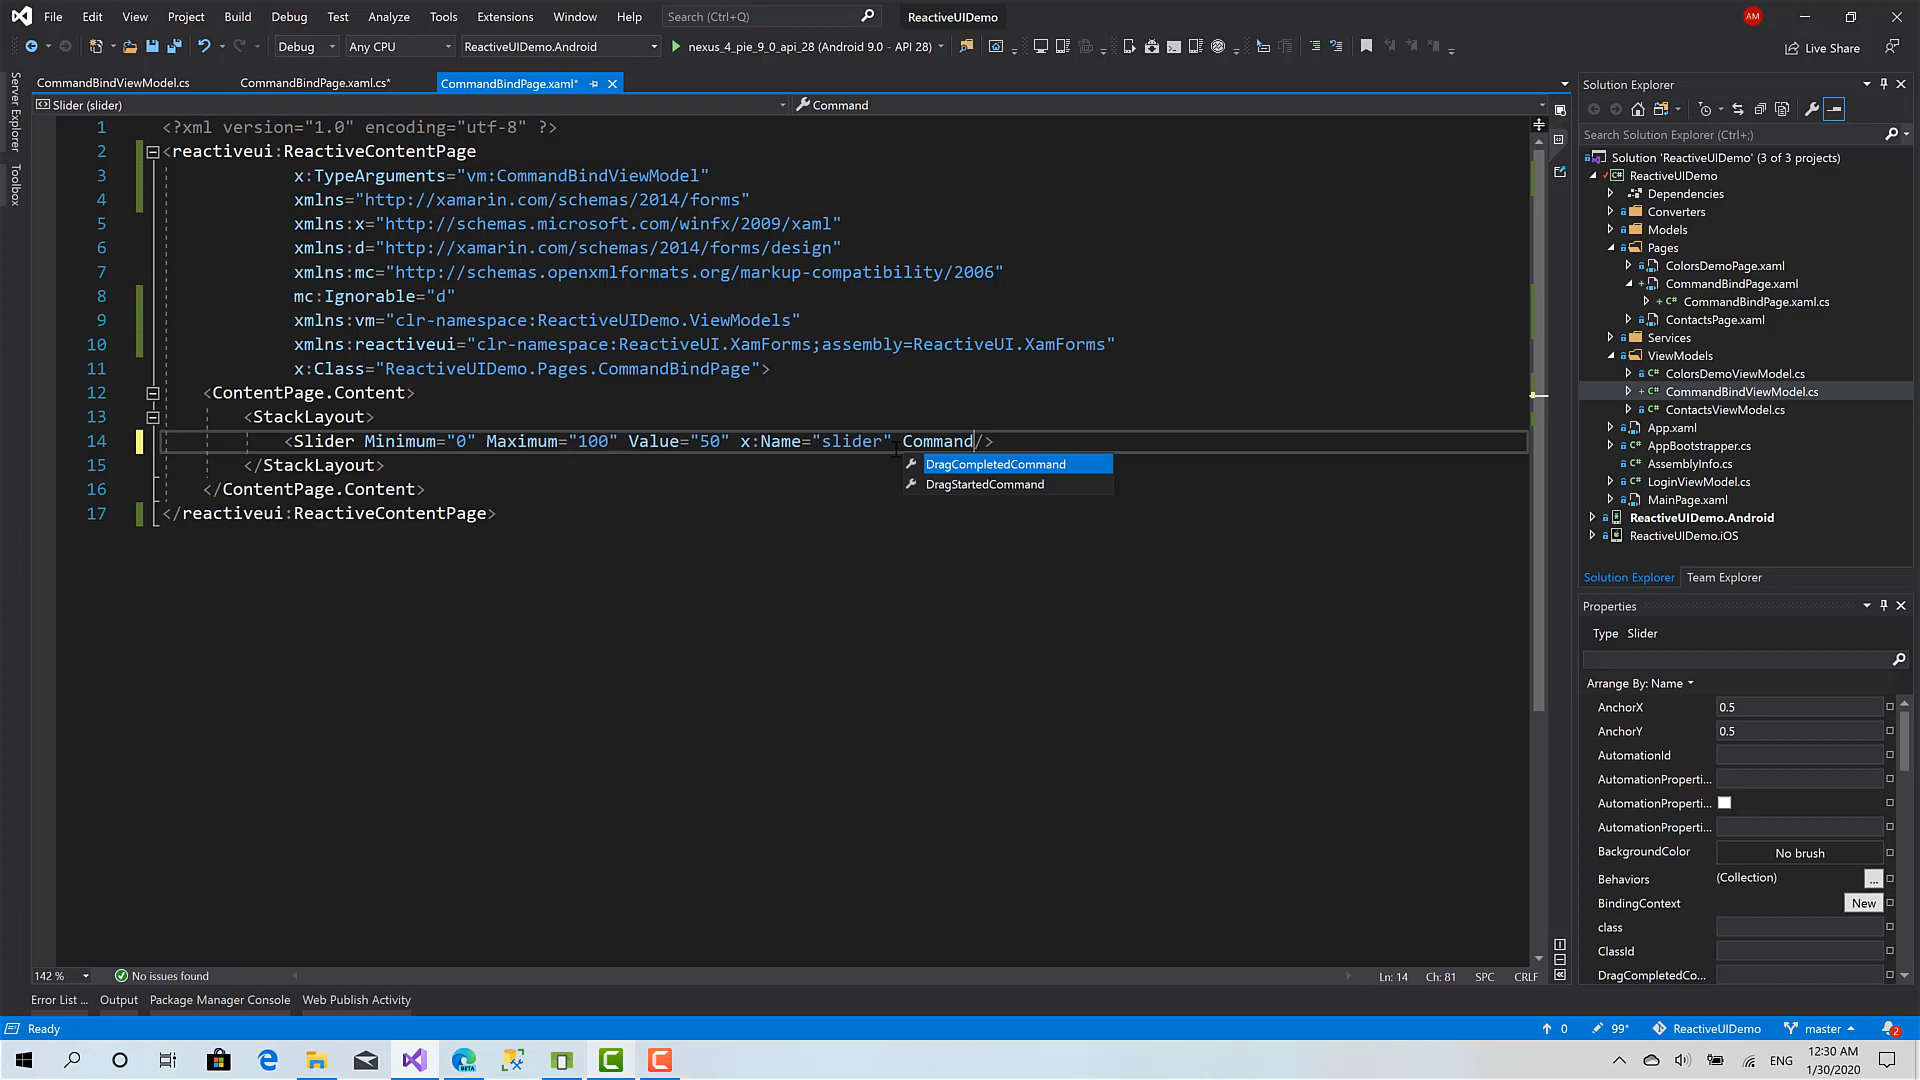 File Edit View Project Build Debug Test Analyze Tools Extensions Window Help Search (Ctrl+Q) ReactiveUIDemo AM
Debug Any CPU ReactiveUIDemo.Android nexus_4_pie_9_0_api_28 (Android 9.0 - API 28) Live Share
Server Explorer
Toolbox
CommandBindViewModel.cs CommandBindPage.xaml.cs* CommandBindPage.xaml*
Slider (slider) Command
1 <?xml version="1.0" encoding="utf-8" ?>
2 <reactiveui:ReactiveContentPage
3 x:TypeArguments="vm:CommandBindViewModel"
4 xmlns="http://xamarin.com/schemas/2014/forms"
5 xmlns:x="http://schemas.microsoft.com/winfx/2009/xaml"
6 xmlns:d="http://xamarin.com/schemas/2014/forms/design"
7 xmlns:mc="http://schemas.openxmlformats.org/markup-compatibility/2006"
8 mc:Ignorable="d"
9 xmlns:vm="clr-namespace:ReactiveUIDemo.ViewModels"
10 xmlns:reactiveui="clr-namespace:ReactiveUI.XamForms;assembly=ReactiveUI.XamForms"
11 x:Class="ReactiveUIDemo.Pages.CommandBindPage">
12 <ContentPage.Content>
13 <StackLayout>
14 <Slider Minimum="0" Maximum="100" Value="50" x:Name="slider" Command/>
DragCompletedCommand
DragStartedCommand
15 </StackLayout>
16 </ContentPage.Content>
17 </reactiveui:ReactiveContentPage>
Solution Explorer
Search Solution Explorer (Ctrl+;)
Solution 'ReactiveUIDemo' (3 of 3 projects)
ReactiveUIDemo
Dependencies
Converters
Models
Pages
ColorsDemoPage.xaml
CommandBindPage.xaml
CommandBindPage.xaml.cs
ContactsPage.xaml
Services
ViewModels
ColorsDemoViewModel.cs
CommandBindViewModel.cs
ContactsViewModel.cs
App.xaml
AppBootstrapper.cs
AssemblyInfo.cs
LoginViewModel.cs
MainPage.xaml
ReactiveUIDemo.Android
ReactiveUIDemo.iOS
Solution Explorer Team Explorer
Properties
Type Slider
Arrange By: Name
AnchorX 0.5
AnchorY 0.5
AutomationId
AutomationProperti...
AutomationProperti...
AutomationProperti...
BackgroundColor No brush
Behaviors (Collection) ...
BindingContext New
class
ClassId
DragCompletedCo...
142 % No issues found Ln: 14 Ch: 81 SPC CRLF
Error List ... Output Package Manager Console Web Publish Activity
Ready 0 99* ReactiveUIDemo master 2
BETA ENG 12:30 AM
1/30/2020